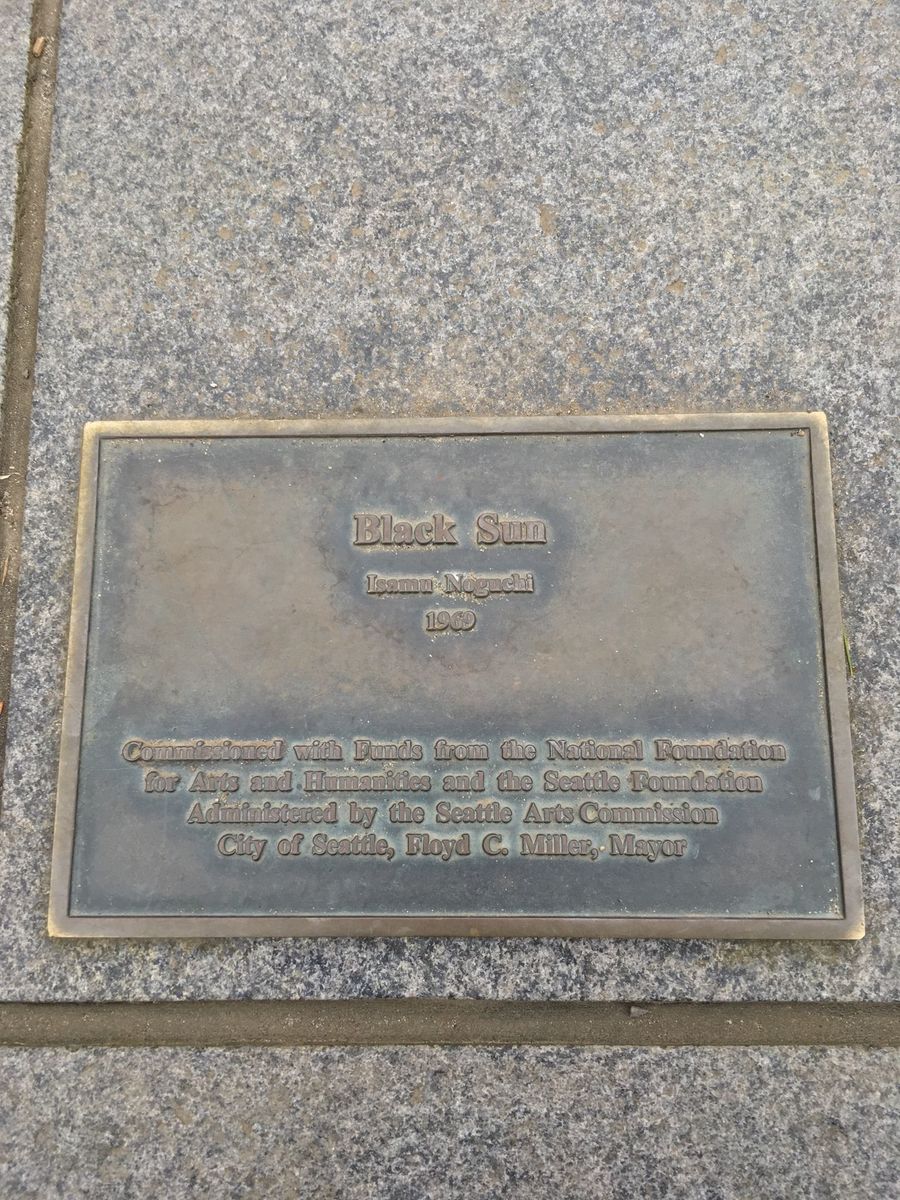 Black Sun
Isamu Noguchi
1969
Commissioned with Funds from the National Foundation
for Arts and Humanities and the Seattle Foundation
Administered by the Seattle Arts Commission
City of Seattle, Floyd C. Miller, Mayor